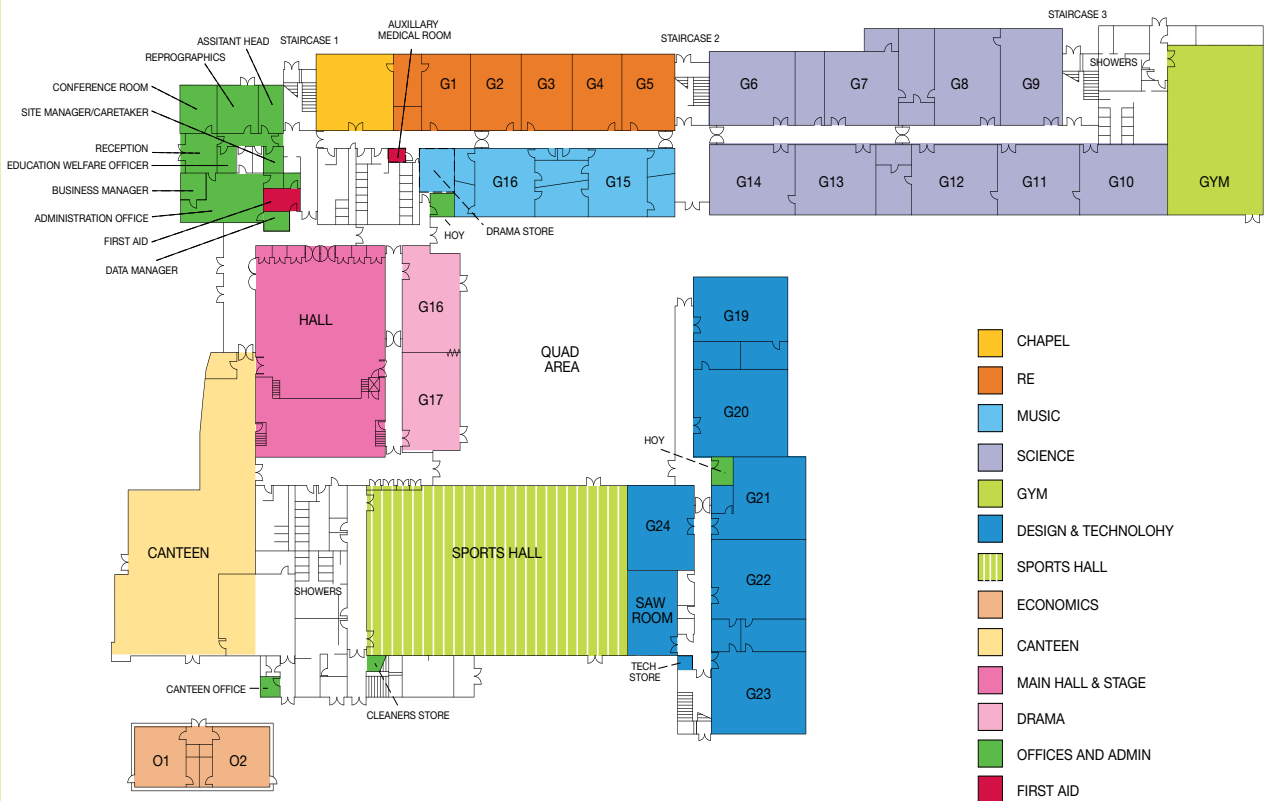 STAIRCASE 3
AUXILLARY
MEDICAL ROOM
ASSITANT HEAD
STAIRCASE 1
STAIRCASE 2
REPROGRAPHICS
SHOWERS
CONFERENCE ROOM
G1
G2
G3
G4
G5
G6
G7
G8
G9
SITE MANAGER/CARETAKER
RECEPTION
EDUCATION WELFARE OFFICER
BUSINESS MANAGER
G16
G15
G14
G13
G12
G11
G10
GYM
ADMINISTRATION OFFICE
FIRST AID
HOY
DRAMA STORE
DATA MANAGER
HALL
G16
G19
QUAD
AREA
G17
G20
HOY
G21
G24
CANTEEN
SPORTS HALL
G22
SHOWERS
SAW
ROOM
TECH
STORE
CANTEEN OFFICE
G23
CLEANERS STORE
O1
O2
CHAPEL
RE
MUSIC
SCIENCE
GYM
DESIGN & TECHNOLOHY
SPORTS HALL
ECONOMICS
CANTEEN
MAIN HALL & STAGE
DRAMA
OFFICES AND ADMIN
FIRST AID